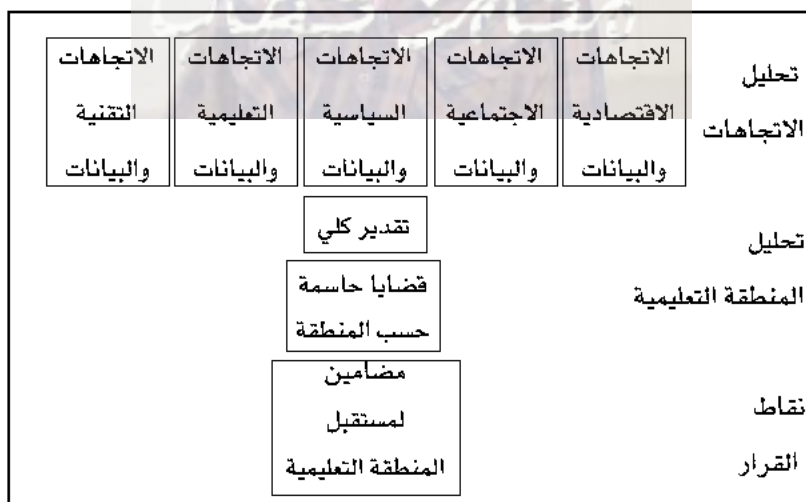 تحليل
الاتجاهات
الاتجاهات
الاقتصادية
والبيانات
الاتجاهات
الاجتماعية
والبيانات
الاتجاهات
السياسية
والبيانات
الاتجاهات
التعليمية
والبيانات
الاتجاهات
التقنية
والبيانات
تحليل
المنطقة التعليمية
تقدير كلي
قضايا حاسمة
حسب المنطقة
نقاط
القرار
مضامين
لمستقبل
المنطقة التعليمية